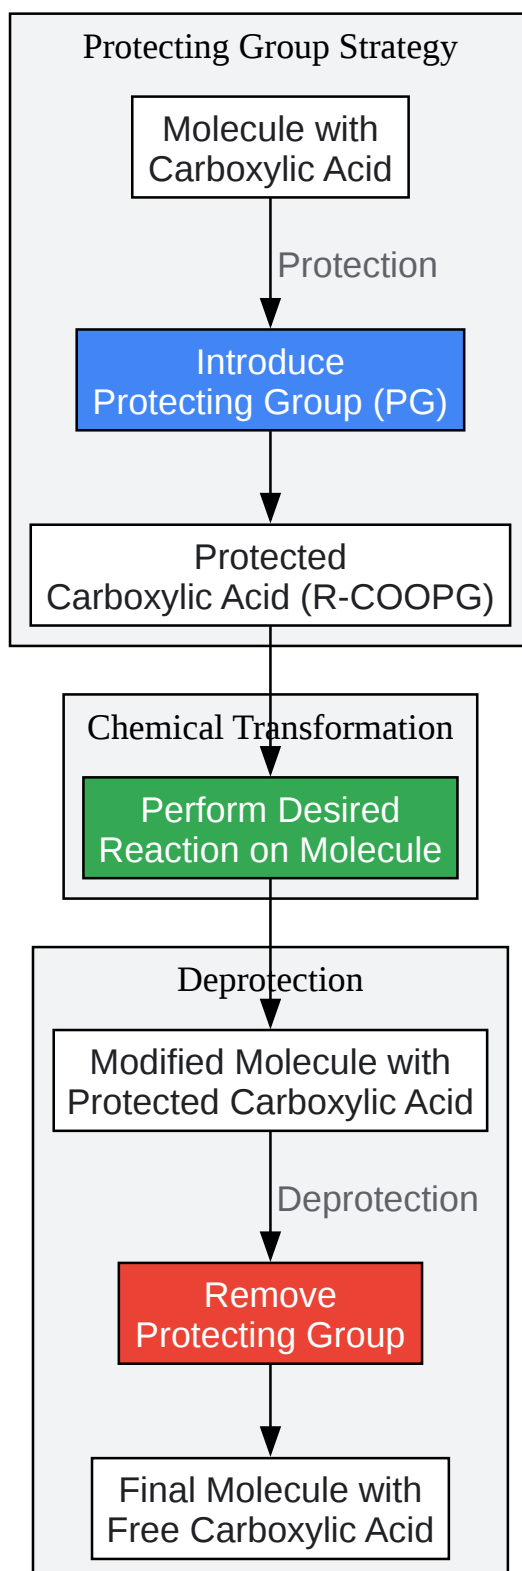 Protecting Group Strategy
Molecule with
Carboxylic Acid
Protection
Introduce
Protecting Group (PG)
Protected
Carboxylic Acid (R-COOPG)
Chemical Transformation
Perform Desired
Reaction on Molecule
Deprotection
Modified Molecule with
Protected Carboxylic Acid
Deprotection
Remove
Protecting Group
Final Molecule with
Free Carboxylic Acid